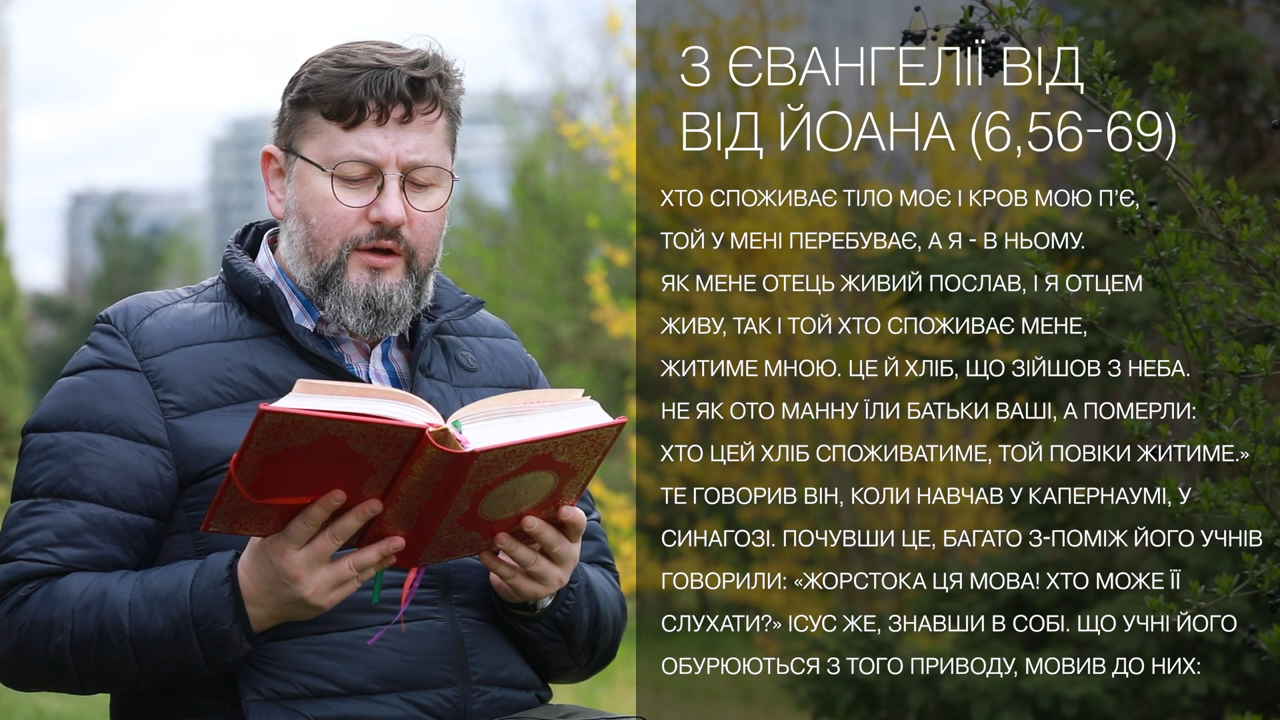 З ЄВАНГЕЛІЇ ВІД
ВІД ЙОАНА (6,56-69)
ХТО СПОЖИВАЄ ТІЛО МОЄ І КРОВ МОЮ П’Є,
ТОЙ У МЕНІ ПЕРЕБУВАЄ, А Я - В НЬОМУ.
ЯК МЕНЕ ОТЕЦЬ ЖИВИЙ ПОСЛАВ, І Я ОТЦЕМ
ЖИВУ, ТАК І ТОЙ ХТО СПОЖИВАЄ МЕНЕ,
ЖИТИМЕ МНОЮ. ЦЕ Й ХЛІБ, ЩО ЗІЙШОВ З НЕБА.
НЕ ЯК ОТО МАННУ ЇЛИ БАТЬКИ ВАШІ, А ПОМЕРЛИ:
ХТО ЦЕЙ ХЛІБ СПОЖИВАТИМЕ, ТОЙ ПОВІКИ ЖИТИМЕ.»
ТЕ ГОВОРИВ ВІН, КОЛИ НАВЧАВ У КАПЕРНАУМІ, У
СИНАГОЗІ. ПОЧУВШИ ЦЕ, БАГАТО З-ПОМІЖ ЙОГО УЧНІВ
ГОВОРИЛИ: «ЖОРСТОКА ЦЯ МОВА! ХТО МОЖЕ ЇЇ
СЛУХАТИ?» ІСУС ЖЕ, ЗНАВШИ В СОБІ. ЩО УЧНІ ЙОГО
ОБУРЮЮТЬСЯ З ТОГО ПРИВОДУ, МОВИВ ДО НИХ: